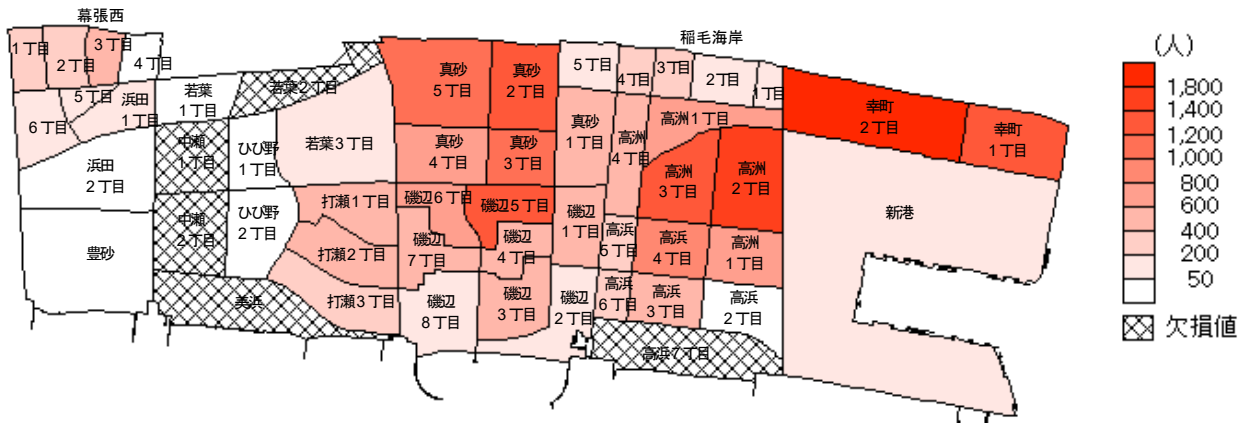 幕張西
1丁目
2丁目
3丁目
4丁目
5丁目
6丁目
浜田
1丁目
浜田
2丁目
豊砂
若葉
1丁目
若葉2丁目
若葉3丁目
中瀬
1丁目
中瀬
2丁目
ひび野
1丁目
ひび野
2丁目
美浜
打瀬1丁目
打瀬2丁目
打瀬3丁目
真砂
5丁目
真砂
2丁目
真砂
4丁目
真砂
3丁目
真砂
1丁目
磯辺6丁目
磯辺5丁目
磯辺
7丁目
磯辺
4丁目
磯辺
1丁目
磯辺
8丁目
磯辺
3丁目
磯辺
2丁目
稲毛海岸
5丁目
4丁目
3丁目
2丁目
1丁目
高洲1丁目
高洲
4丁目
高洲
3丁目
高洲
2丁目
高浜
5丁目
高浜
4丁目
高洲
1丁目
高浜
6丁目
高浜
3丁目
高浜
2丁目
高浜7丁目
幸町
2丁目
幸町
1丁目
新港
(人)
1,800
1,400
1,200
1,000
800
600
400
200
50
欠損値